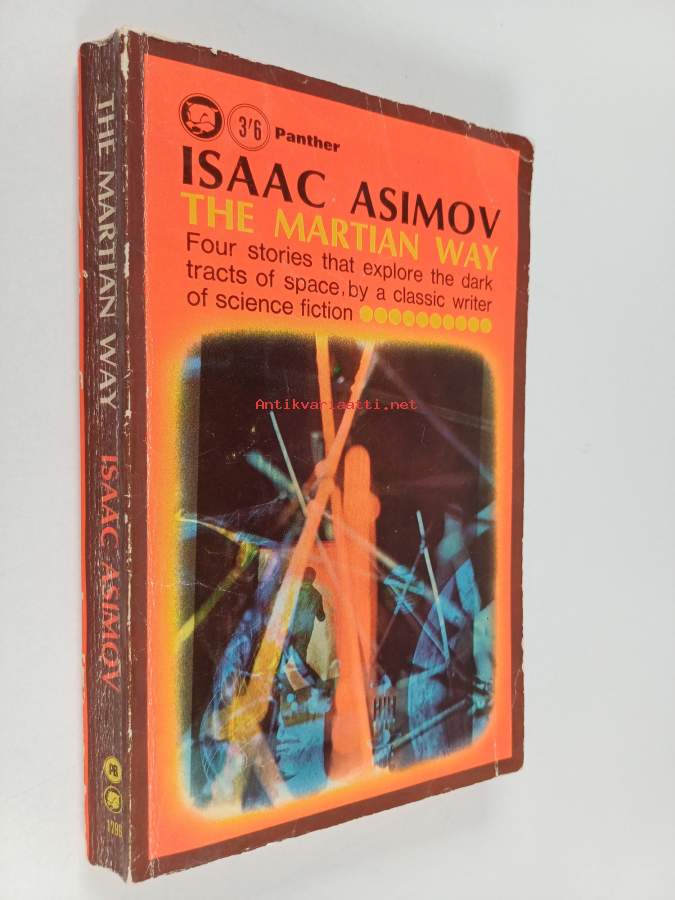 3'6 Panther
ISAAC ASIMOV
THE MARTIAN WAY
Four stories that explore the dark
tracts of space, by a classic writer
of science fiction
Antikvariaatti.net
THE MARTIAN WAY ISAAC ASIMOV
PB